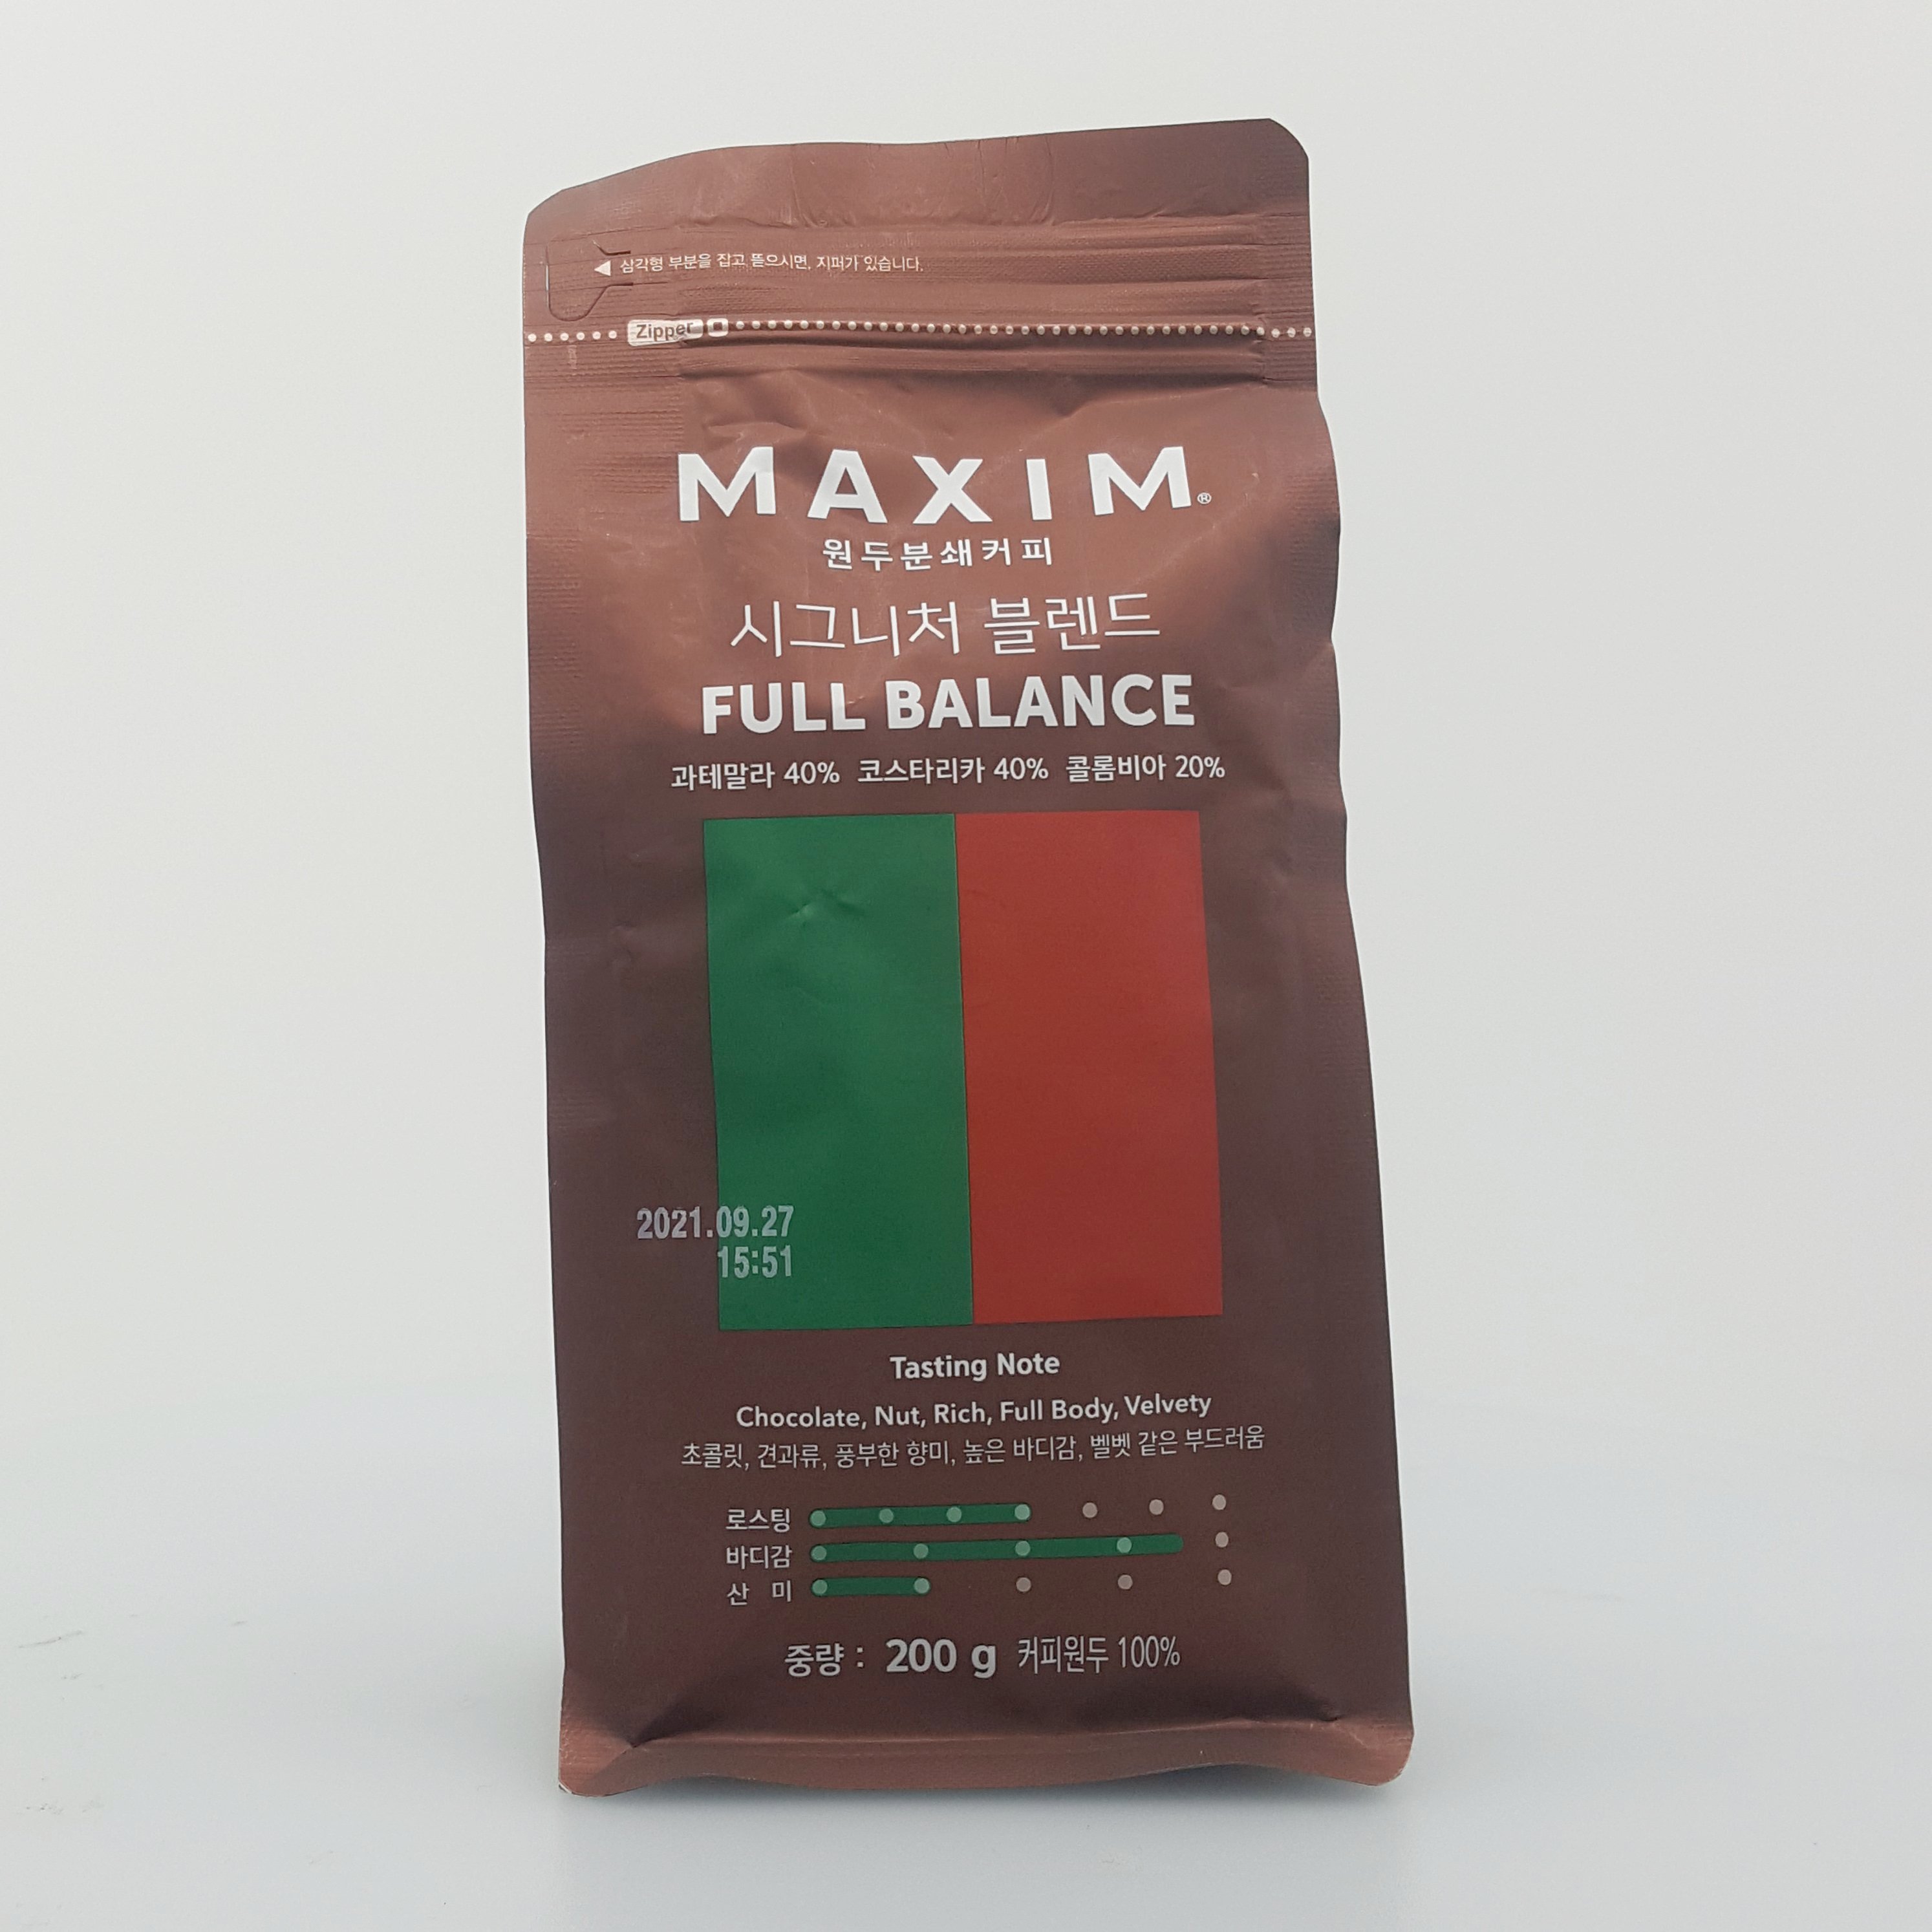 삼각형 부분을 잡고 뜯으시면, 지퍼가 있습니다.
Zipper
MAXIM®
원두분쇄커피
시그니처 블렌드
FULL BALANCE
과테말라 40% 코스타리카 40% 콜롬비아 20%
2021.09.27
15:51
Tasting Note
Chocolate, Nut, Rich, Full Body, Velvety
초콜릿, 견과류, 풍부한 향미, 높은 바디감, 벨벳 같은 부드러움
로스팅
바디감
산 미
중량 : 200 g 커피원두 100%